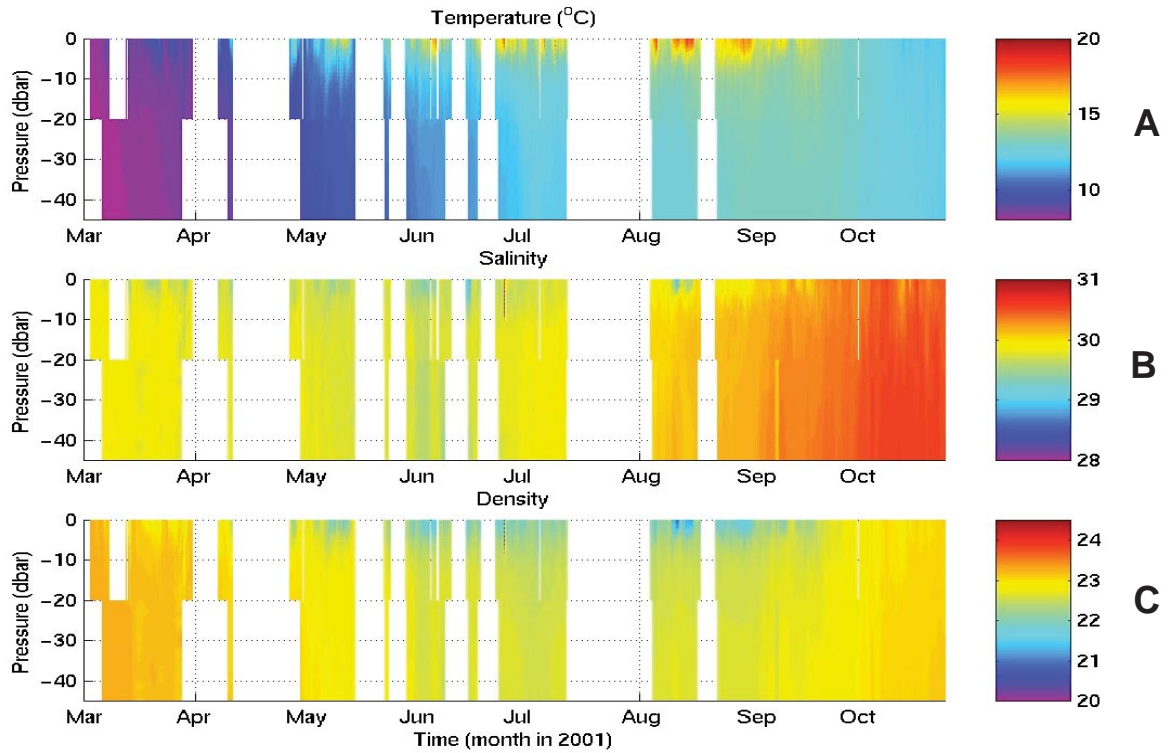 Temperature (°C)
Pressure (dbar)
0
−10
−20
−30
−40
Mar Apr May Jun Jul Aug Sep Oct
20
15
10
A
Salinity
Pressure (dbar)
0
−10
−20
−30
−40
Mar Apr May Jun Jul Aug Sep Oct
31
30
29
28
B
Density
Pressure (dbar)
0
−10
−20
−30
−40
Mar Apr May Jun Jul Aug Sep Oct
24
23
22
21
20
C
Time (month in 2001)